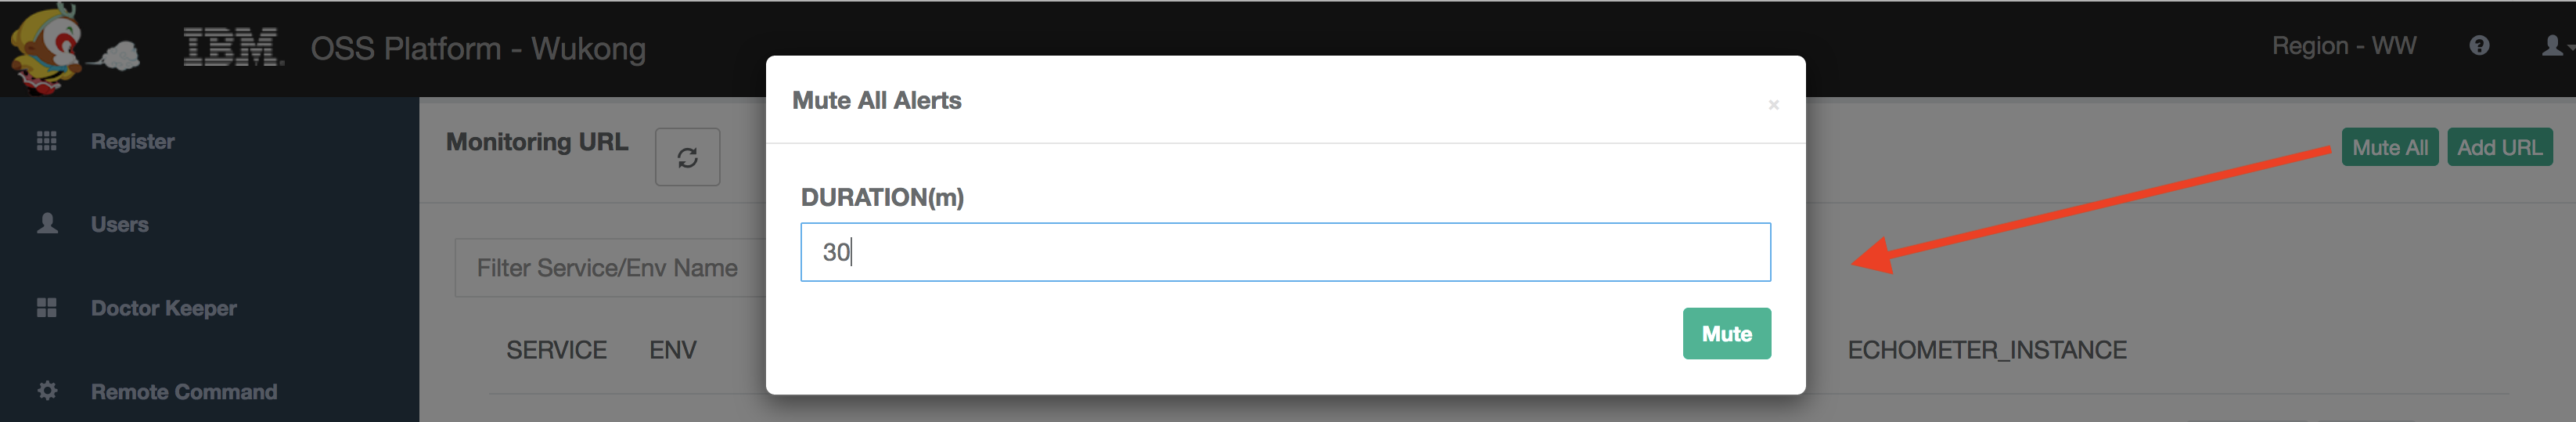 IBM OSS Platform - Wukong
Region - WW
Mute All Alerts
×
Register
Monitoring URL
Mute All
Add URL
DURATION(m)
Users
30
Filter Service/Env Name
Doctor Keeper
Mute
SERVICE ENV ECHOMETER_INSTANCE
Remote Command